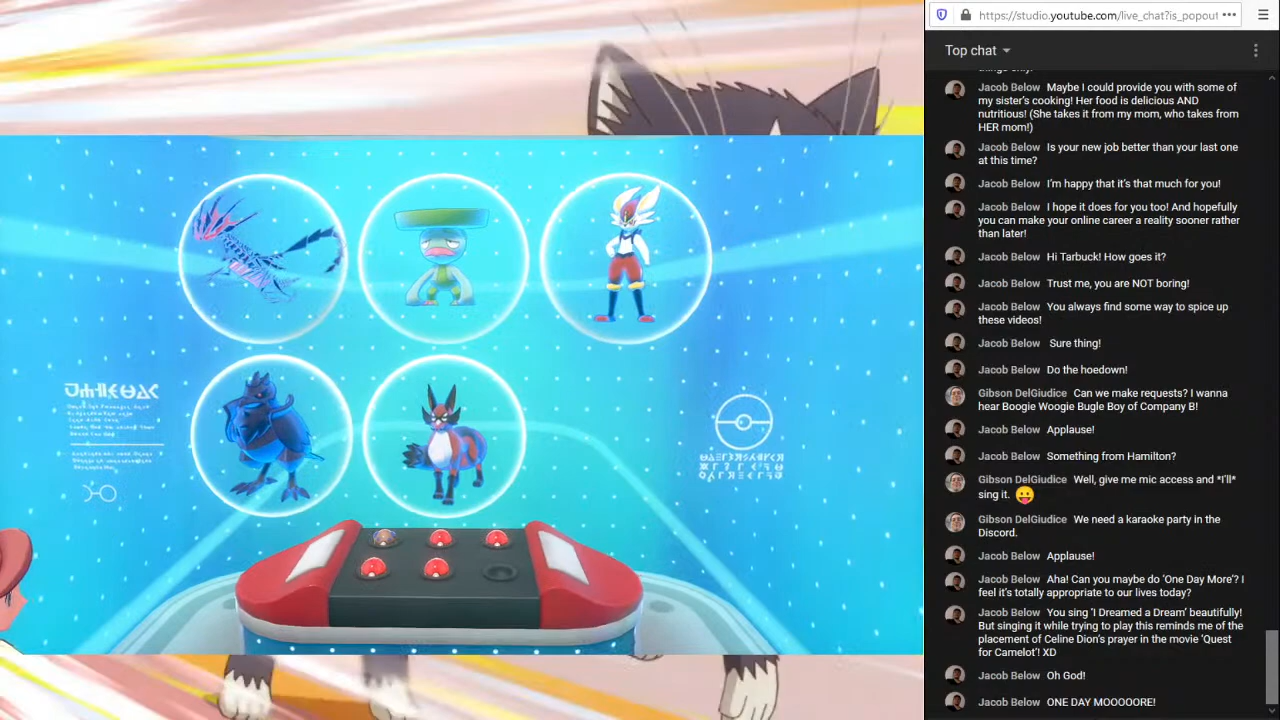 https://studio.youtube.com/live_chat?is_popout
Top chat
Jacob Below Maybe I could provide you with some of
my sister's cooking! Her food is delicious AND
nutritious! (She takes it from my mom, who takes from
HER mom!)
Jacob Below Is your new job better than your last one
at this time?
Jacob Below I'm happy that it's that much for you!
Jacob Below I hope it does for you too! And hopefully
you can make your online career a reality sooner rather
than later!
Jacob Below Hi Tarbuck! How goes it?
Jacob Below Trust me, you are NOT boring!
Jacob Below You always find some way to spice up
these videos!
Jacob Below Sure thing!
Jacob Below Do the hoedown!
Gibson DelGiudice Can we make requests? I wanna
hear Boogie Woogie Bugle Boy of Company B!
Jacob Below Applause!
Jacob Below Something from Hamilton?
Gibson DelGiudice Well, give me mic access and *I'll*
sing it. 😛
Gibson DelGiudice We need a karaoke party in the
Discord.
Jacob Below Applause!
Jacob Below Aha! Can you maybe do 'One Day More'? I
feel it's totally appropriate to our lives today?
Jacob Below You sing 'I Dreamed a Dream' beautifully!
But singing it while trying to play this reminds me of the
placement of Celine Dion's prayer in the movie 'Quest
for Camelot'! XD
Jacob Below Oh God!
Jacob Below ONE DAY MOOOOORE!